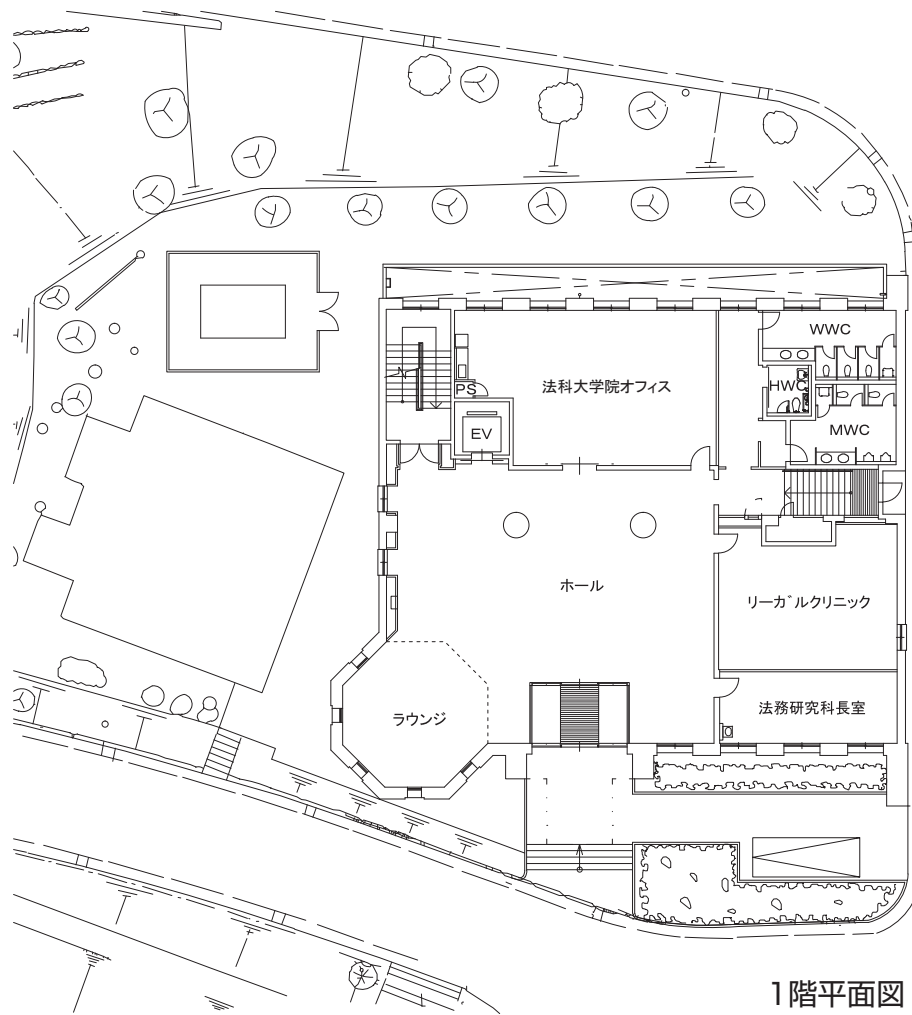 WWC
法科大学院オフィス
HWC
PS
EV
MWC
ホール
リーガルクリニック
ラウンジ
法務研究科長室
1階平面図